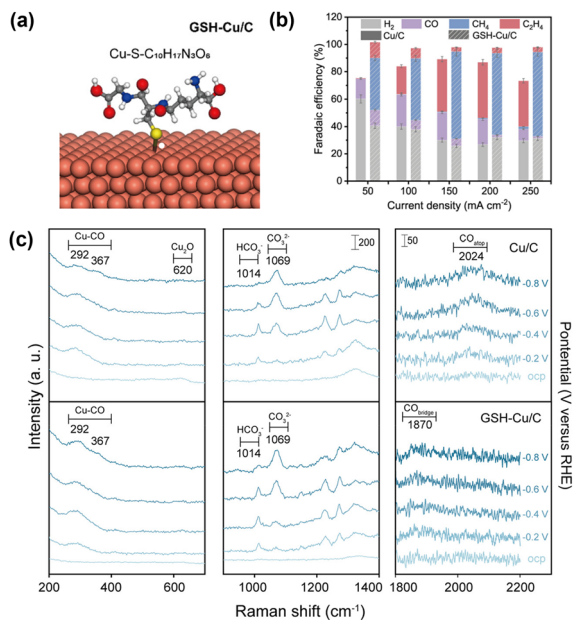 (a)
GSH-Cu/C
Cu-S-C₁₀H₁₇N₃O₆
(b)
H₂ CO CH₄ C₂H₄
Cu/C GSH-Cu/C
Faradaic efficiency (%)
120
100
80
60
40
20
0
50 100 150 200 250
Current density (mA cm⁻²)
(c)
Intensity (a. u.)
Cu-CO
292 367
Cu₂O
620
HCO₃⁻
1014
CO₃²⁻
1069
200
50
CO_atop
2024
Cu/C
-0.8 V
-0.6 V
-0.4 V
-0.2 V
ocp
Cu-CO
292 367
HCO₃⁻
1014
CO₃²⁻
1069
CO_bridge
1870
GSH-Cu/C
-0.8 V
-0.6 V
-0.4 V
-0.2 V
ocp
Potential (V versus RHE)
200 400 600
1000 1200 1400
1800 2000 2200
Raman shift (cm⁻¹)